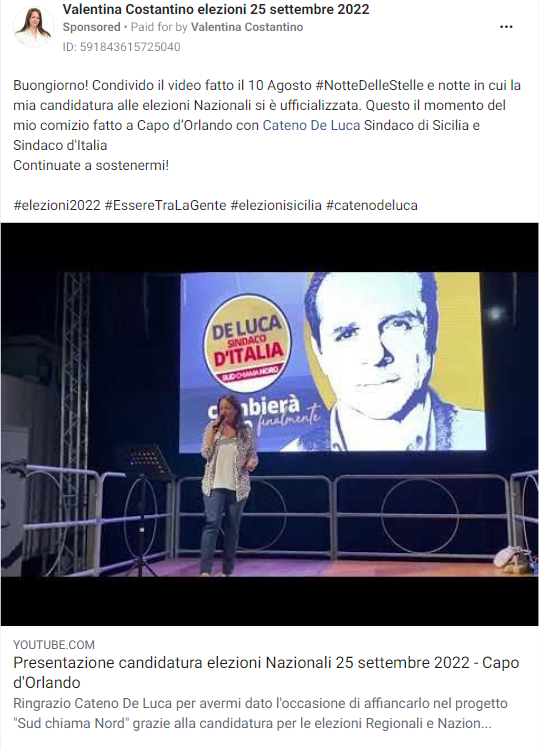 Valentina Costantino elezioni 25 settembre 2022
Sponsored • Paid for by Valentina Costantino
ID: 591843615725040
Buongiorno! Condivido il video fatto il 10 Agosto #NotteDelleStelle e notte in cui la
mia candidatura alle elezioni Nazionali si è ufficializzata. Questo il momento del
mio comizio fatto a Capo d'Orlando con Cateno De Luca Sindaco di Sicilia e
Sindaco d'Italia
Continuate a sostenermi!
#elezioni2022 #EssereTraLaGente #elezionisicilia #catenodeluca
DE LUCA
SINDACO
D'ITALIA
SUD CHIAMA NORD
finalmente
YOUTUBE.COM
Presentazione candidatura elezioni Nazionali 25 settembre 2022 - Capo
d'Orlando
Ringrazio Cateno De Luca per avermi dato l'occasione di affiancarlo nel progetto
"Sud chiama Nord" grazie alla candidatura per le elezioni Regionali e Nazion...